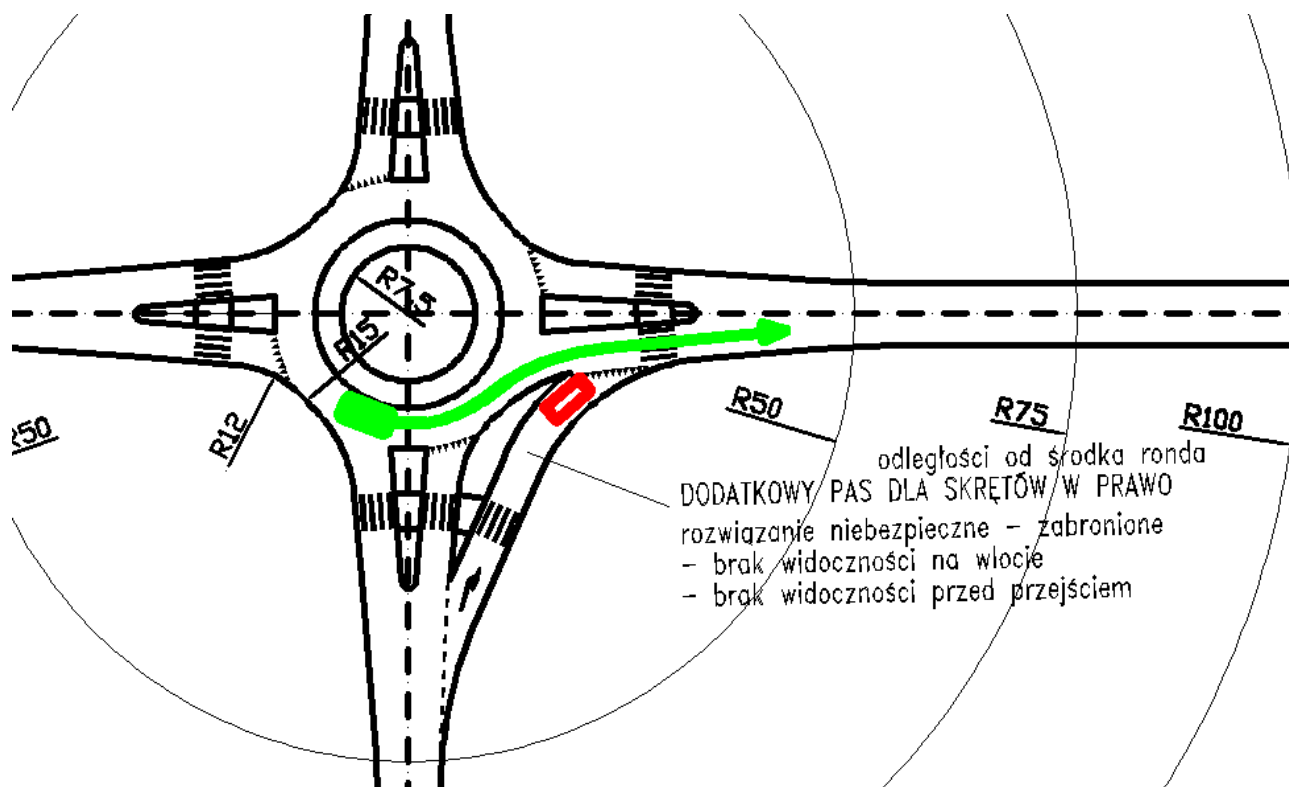 R7,5
R15
R50
R12
R50
R75
R100
odległości od środka ronda
DODATKOWY PAS DLA SKRĘTÓW W PRAWO
rozwiązanie niebezpieczne - zabronione
- brak widoczności na wlocie
- brak widoczności przed przejściem